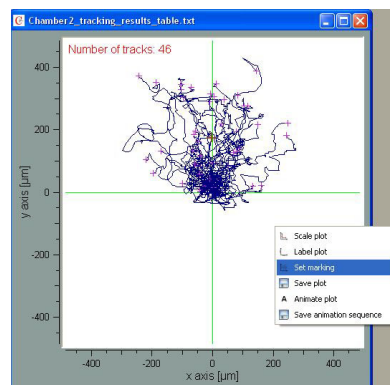 Chamber2_tracking_results_table.txt
Number of tracks: 46
400
200
0
-200
-400
y axis [µm]
-400
-200
0
200
400
x axis [µm]
Scale plot
Label plot
Set marking
Save plot
A Animate plot
Save animation sequence